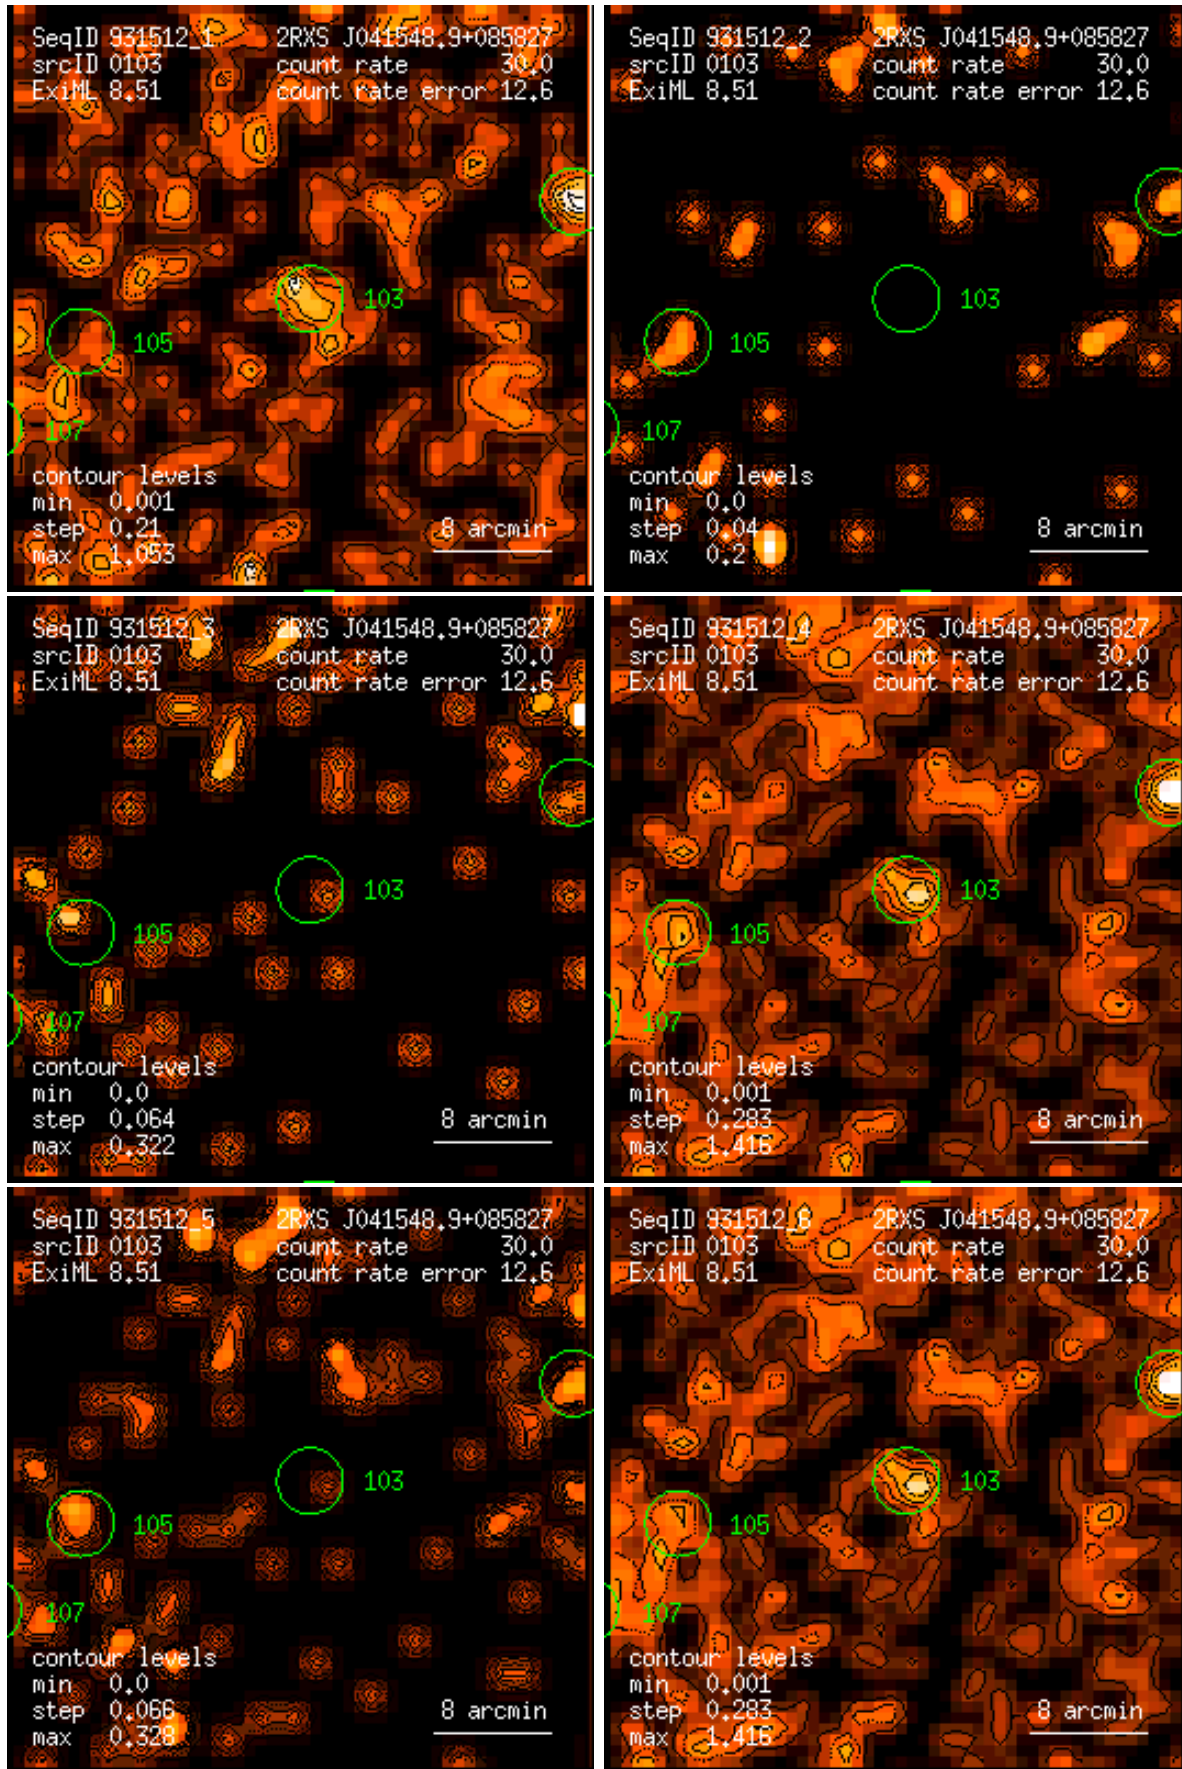 SeqID 931512_1 2RXS J041548.9+085827
srcID 0103 count rate 30.0
ExiML 8.51 count rate error 12.6
103
105
107
contour levels
min 0.001
step 0.21 8 arcmin
max 1.053
SeqID 931512_2 2RXS J041548.9+085827
srcID 0103 count rate 30.0
ExiML 8.51 count rate error 12.6
103
105
107
contour levels
min 0.0
step 0.04 8 arcmin
max 0.2
SeqID 931512_3 2RXS J041548.9+085827
srcID 0103 count rate 30.0
ExiML 8.51 count rate error 12.6
103
105
107
contour levels
min 0.0
step 0.064 8 arcmin
max 0.322
SeqID 931512_4 2RXS J041548.9+085827
srcID 0103 count rate 30.0
ExiML 8.51 count rate error 12.6
103
105
107
contour levels
min 0.001
step 0.283 8 arcmin
max 1.416
SeqID 931512_5 2RXS J041548.9+085827
srcID 0103 count rate 30.0
ExiML 8.51 count rate error 12.6
103
105
107
contour levels
min 0.0
step 0.066 8 arcmin
max 0.328
SeqID 931512_6 2RXS J041548.9+085827
srcID 0103 count rate 30.0
ExiML 8.51 count rate error 12.6
103
105
107
contour levels
min 0.001
step 0.283 8 arcmin
max 1.416